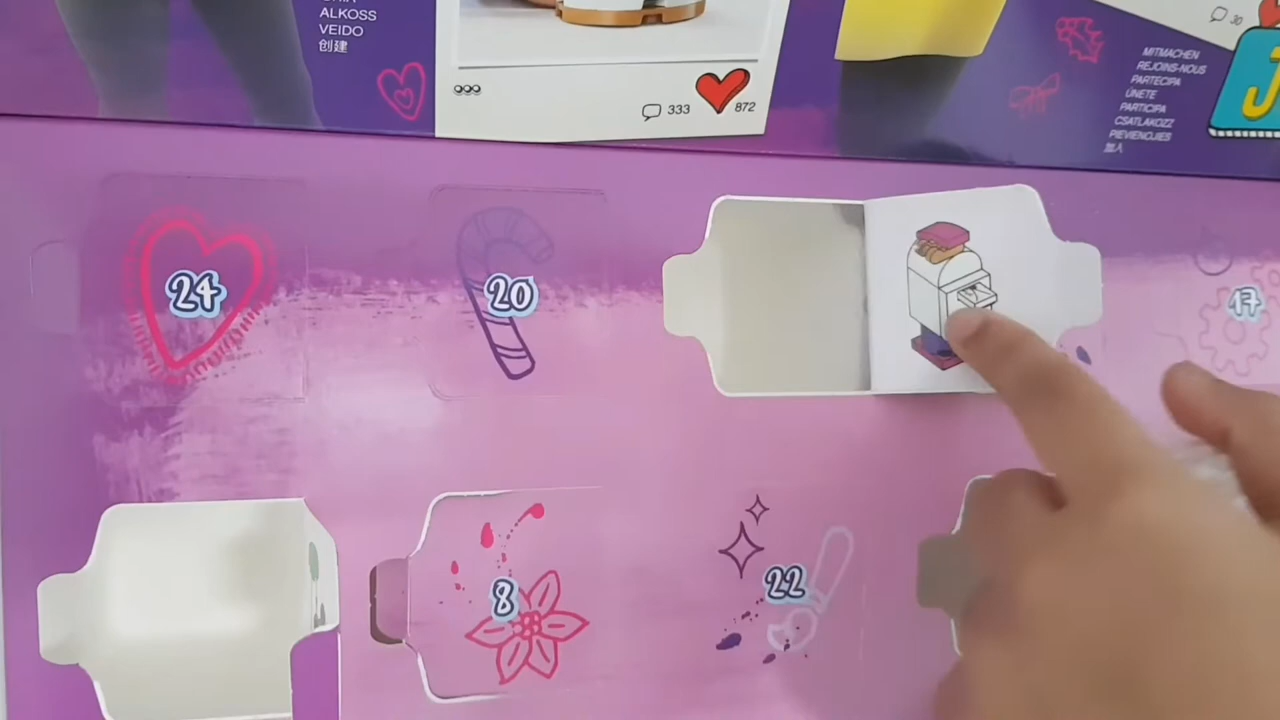 ALKOSS
VEIDO
创建
333
872
30
MITMACHEN
REJOINS-NOUS
PARTECIPA
ÚNETE
PARTICIPA
CSATLAKOZZ
PIEVIENOJIES
加入
J
24
20
17
8
22